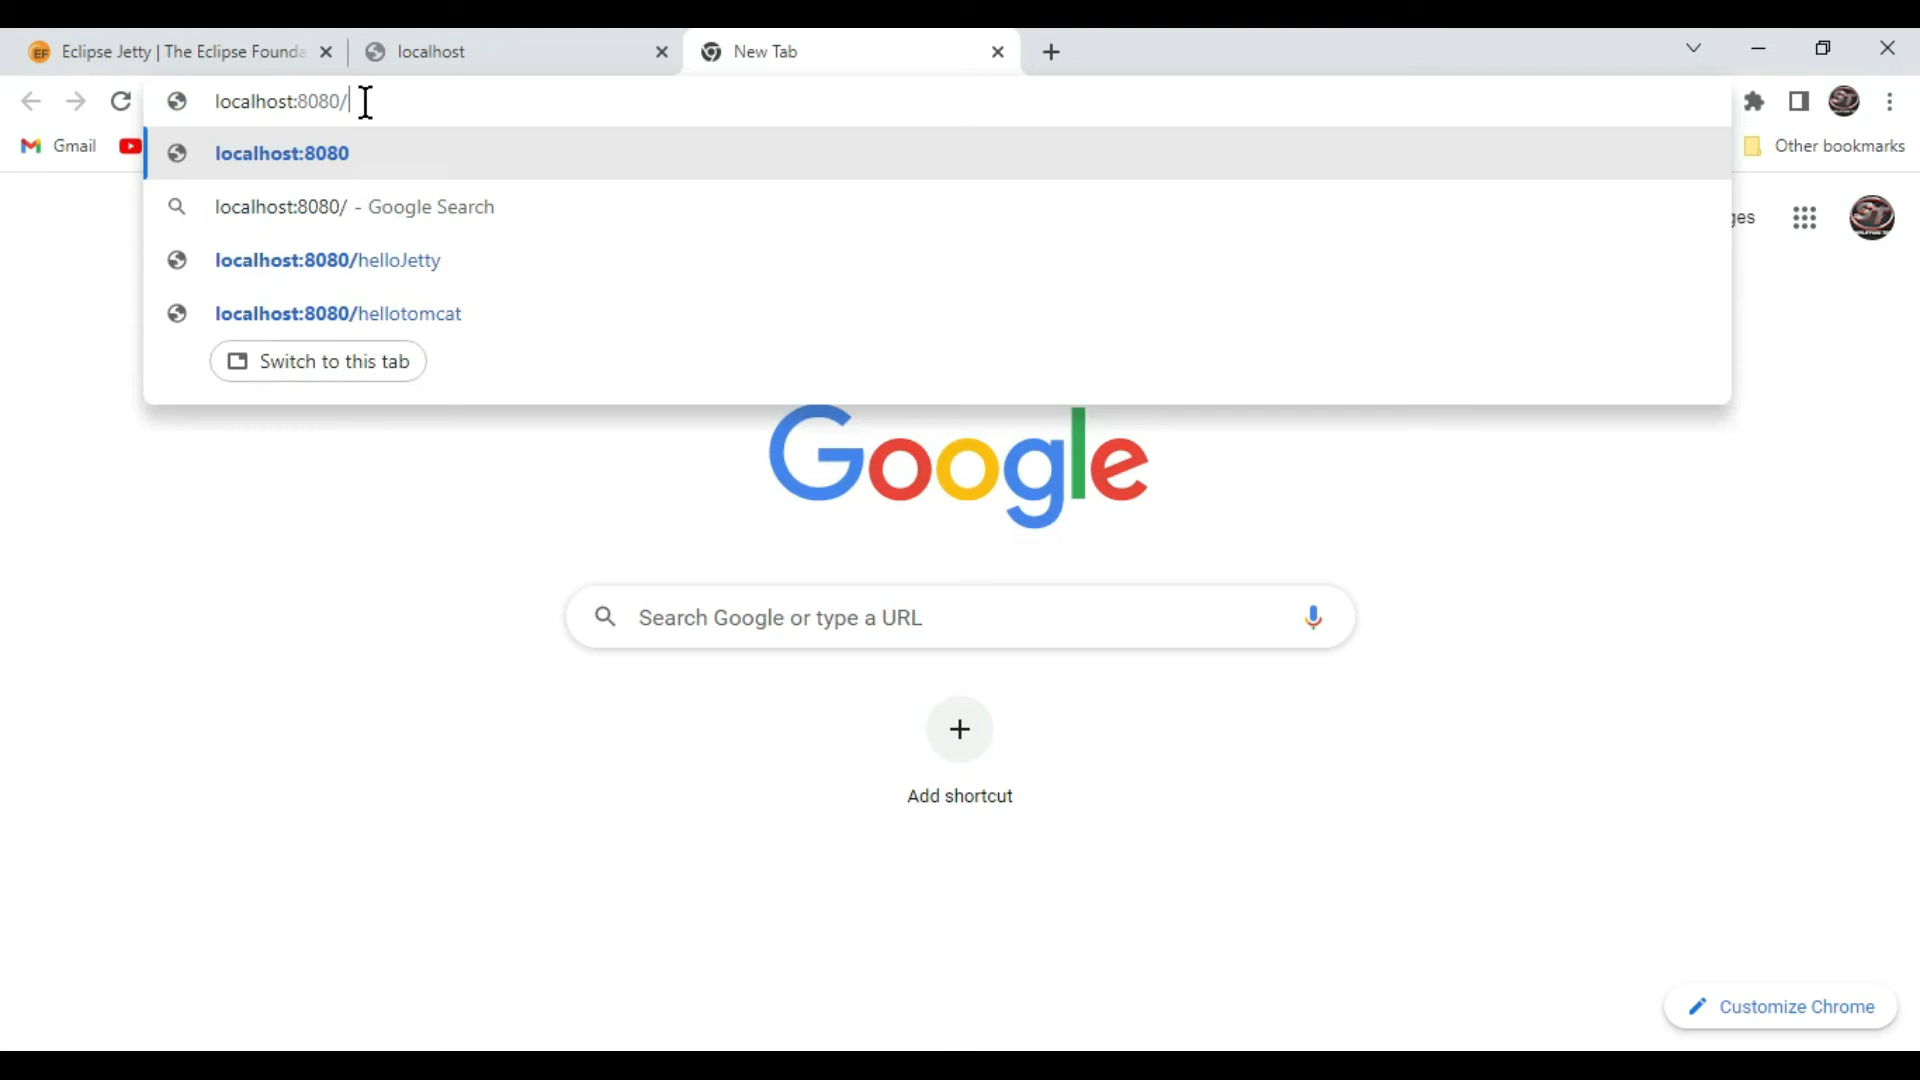 Eclipse Jetty | The Eclipse Founda
localhost
New Tab
localhost:8080/
Gmail
Other bookmarks
localhost:8080
localhost:8080/ - Google Search
localhost:8080/helloJetty
localhost:8080/hellotomcat
Switch to this tab
Google
Search Google or type a URL
Add shortcut
Customize Chrome